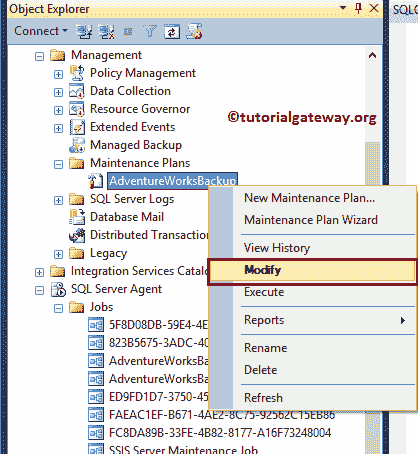 Object Explorer
SQLC
Connect
Management
Policy Management
Data Collection
Resource Governor
Extended Events
Managed Backup
©tutorialgateway.org
Maintenance Plans
AdventureWorksBackup
SQL Server Logs
Database Mail
Distributed Transactio
Legacy
Integration Services Catalo
SQL Server Agent
Jobs
5F8D08DB-59E4-4E
823B5675-3ADC-40
AdventureWorksBa
AdventureWorksBa
ED9FD1D7-3750-45
FAEAC1EF-B671-4AE2-8C75-92562C15EB86
FC8DA89B-33FE-4B82-8177-A16F73248004
SSIS Server Maintenance Job
New Maintenance Plan...
Maintenance Plan Wizard
View History
Modify
Execute
Reports
Rename
Delete
Refresh